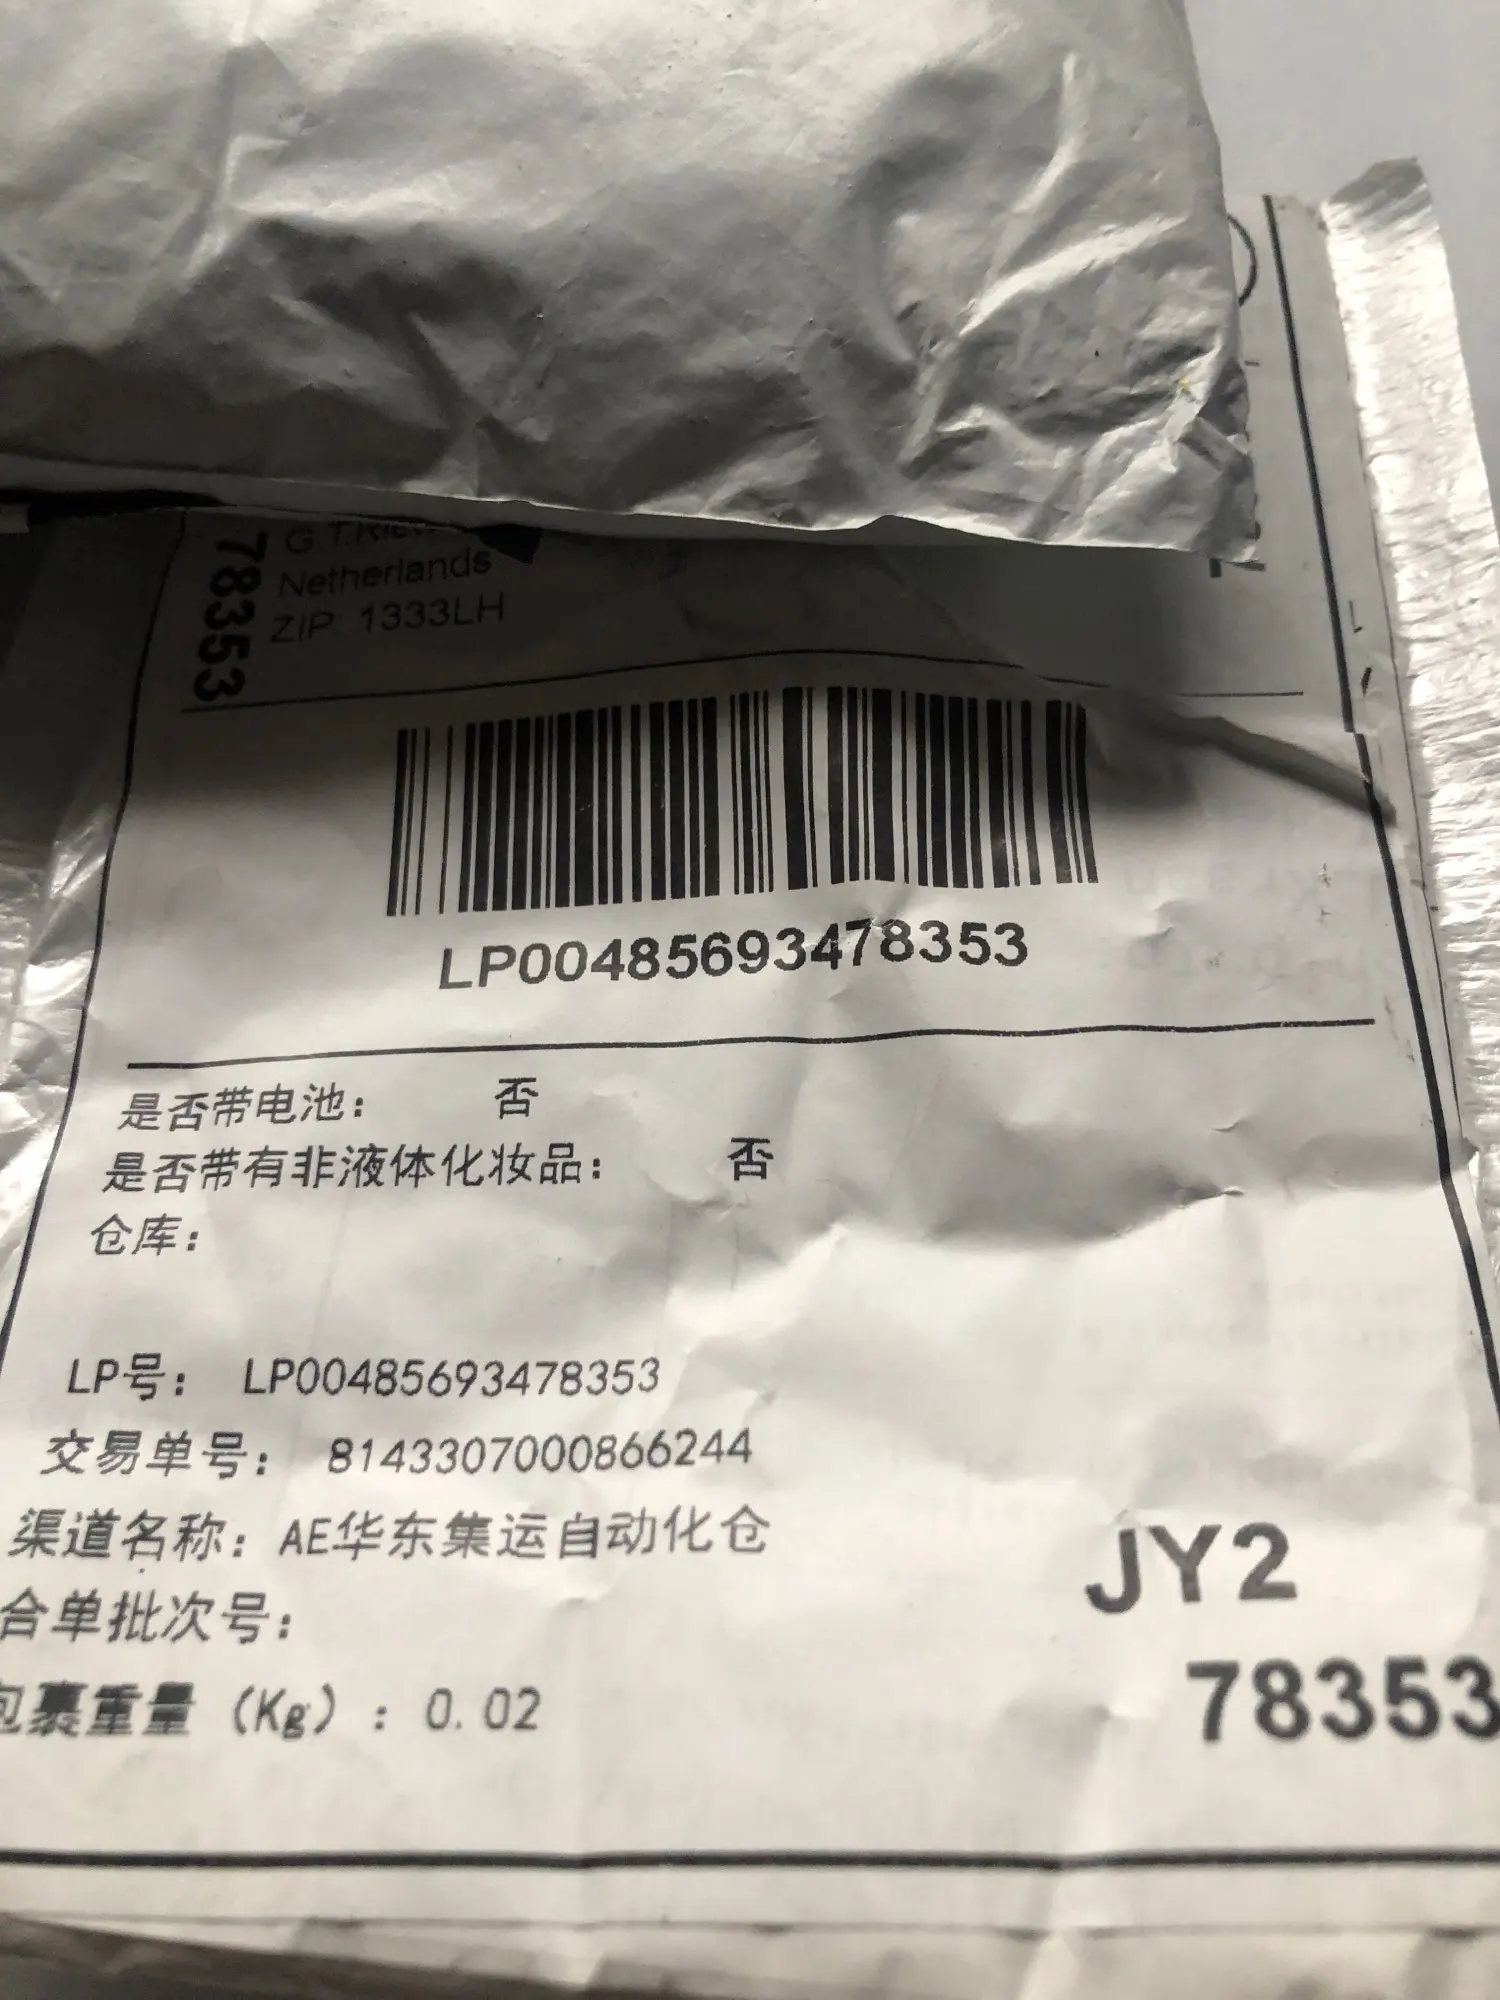 78353
Netherlands
ZIP: 1333LH
LP00485693478353
是否带电池： 否
是否带有非液体化妆品： 否
仓库：
LP号： LP00485693478353
交易单号： 8143307000866244
渠道名称：AE华东集运自动化仓
合单批次号：
JY2
包裹重量（Kg）：0.02
78353